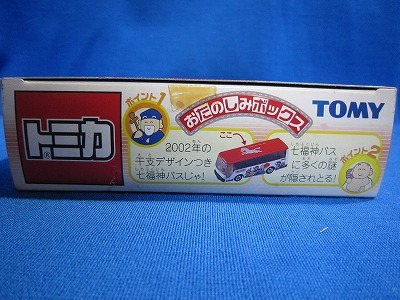 トミカ
ポイント1
おたのしみボックス
TOMY
ここ
2002年の
干支デザインつき
七福神バスじゃ!
七福神バス
に多くの謎
が隠されとる!
ポイント2